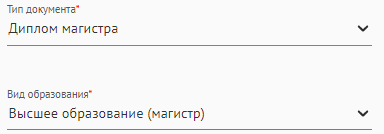 Тип документа*
Диплом магистра
Вид образования*
Высшее образование (магистр)